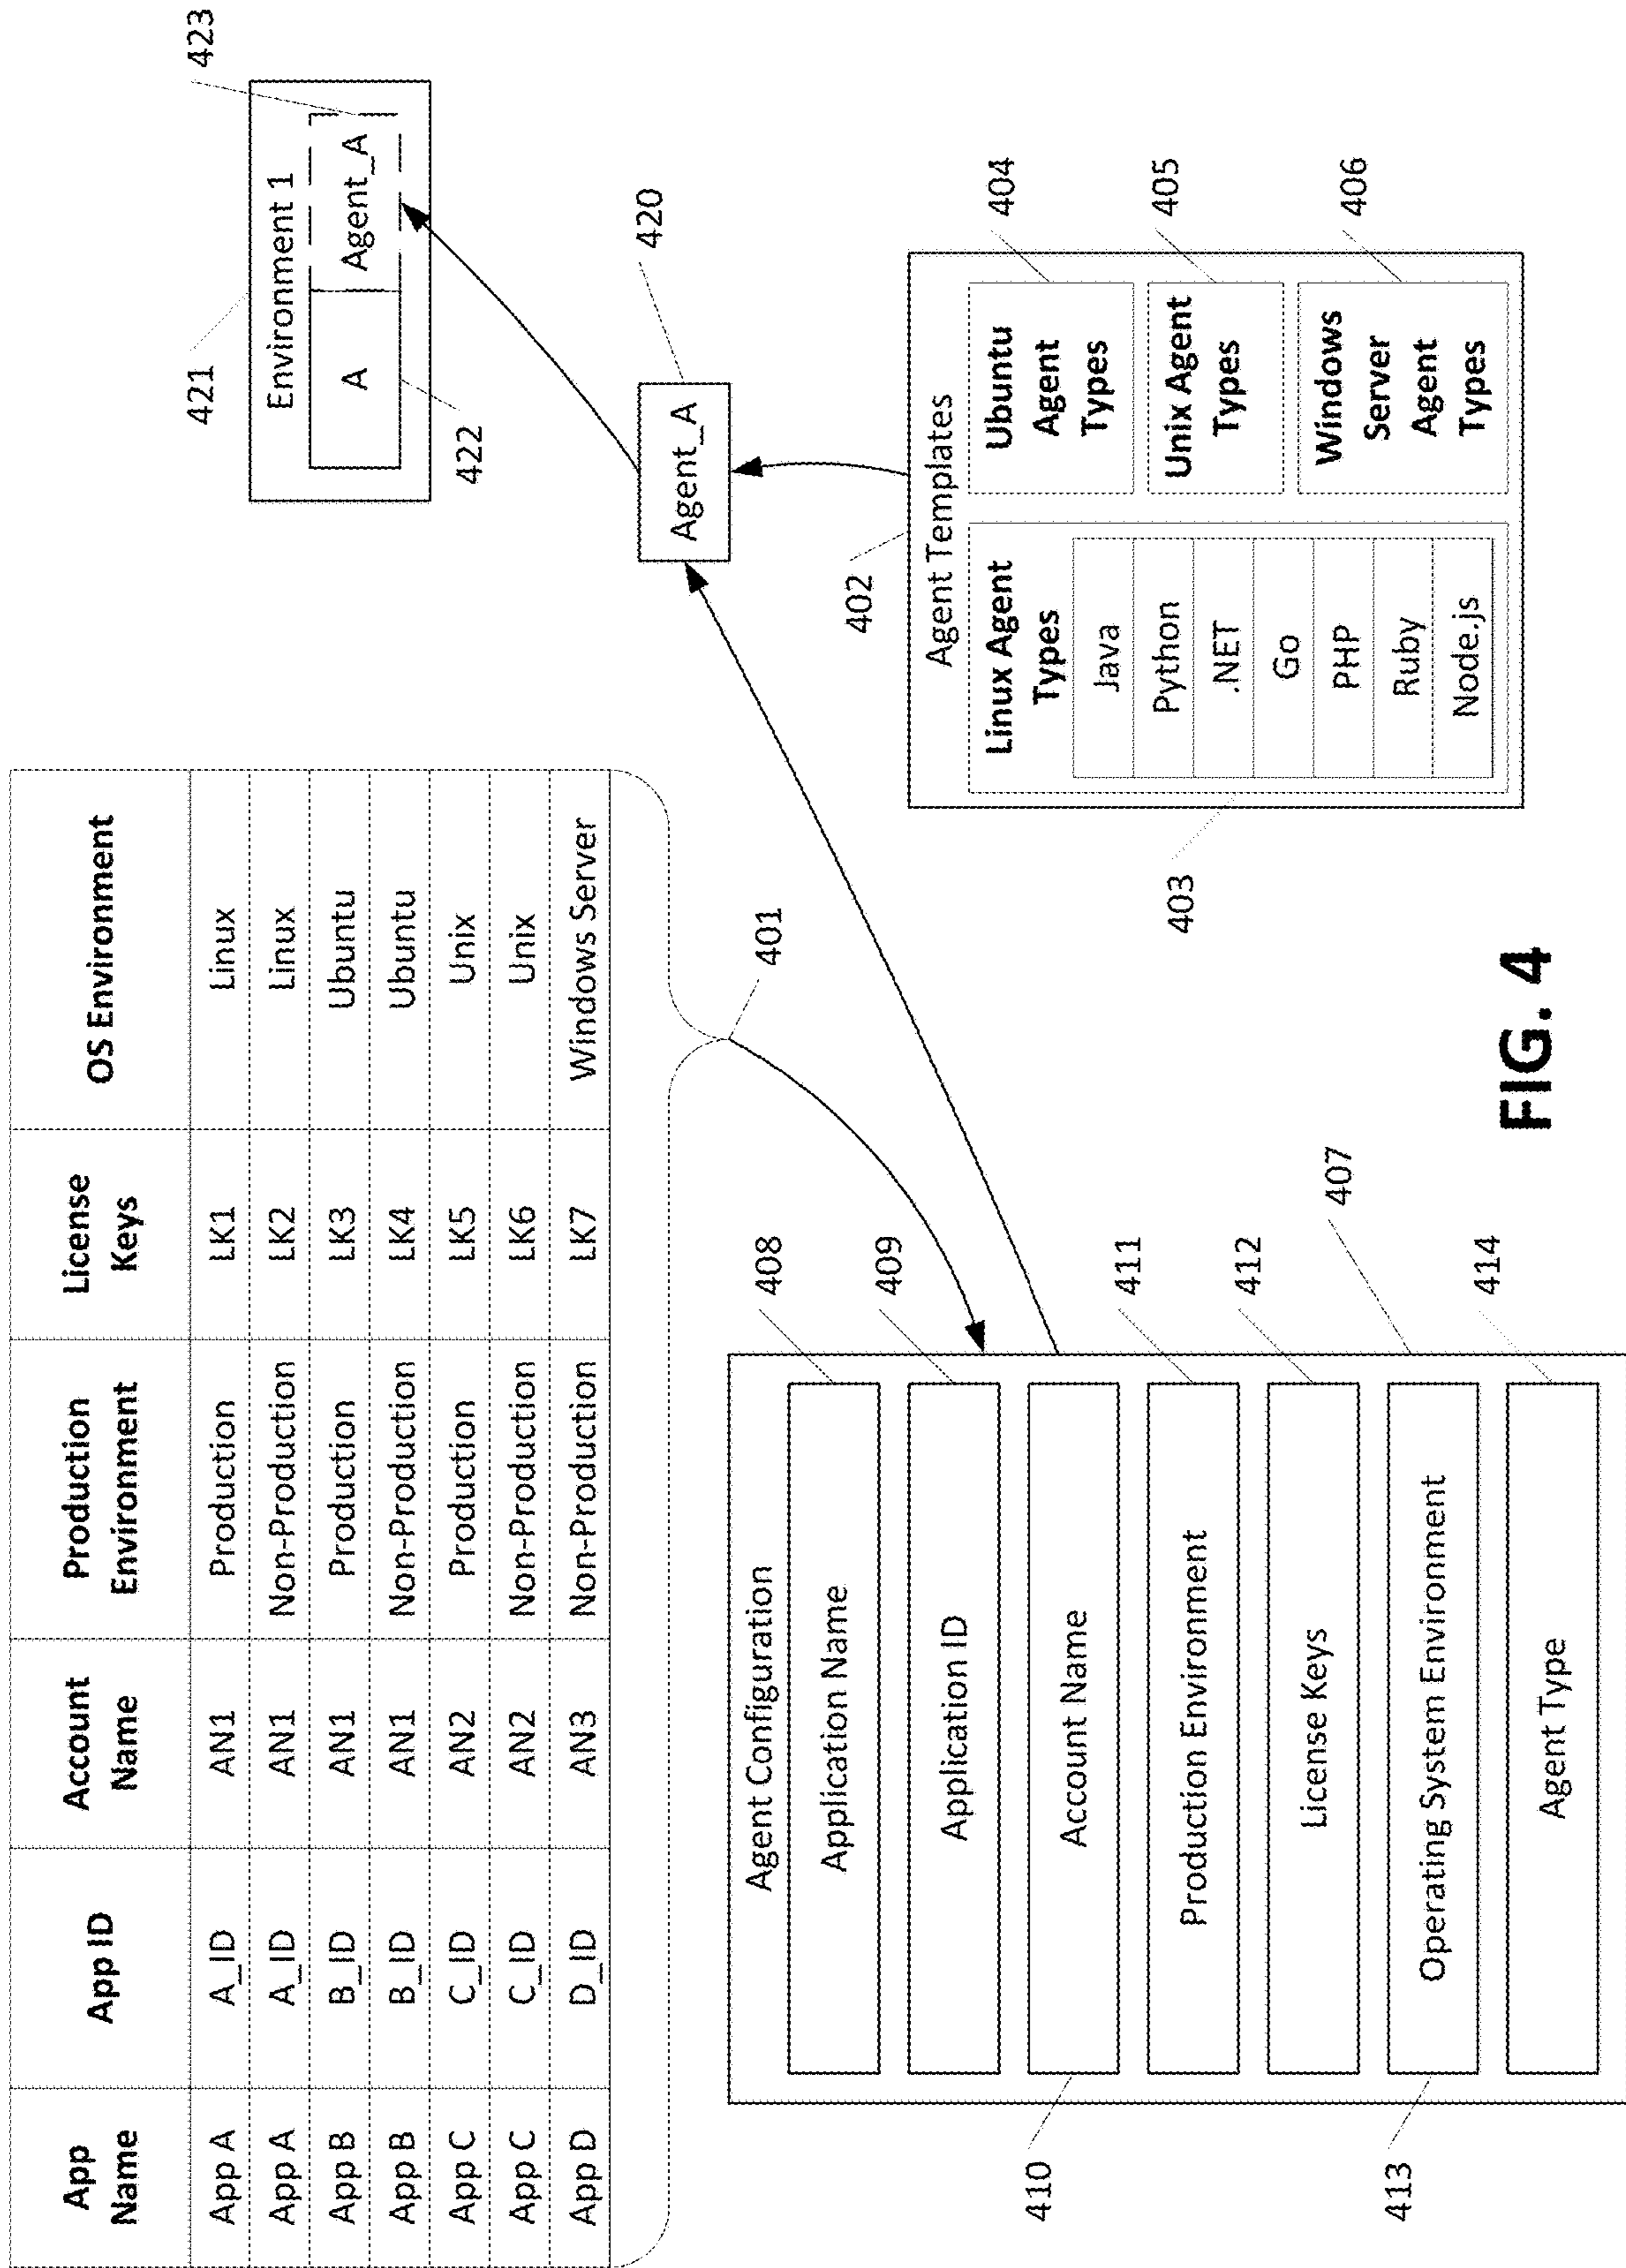 App Name | App ID | Account Name | Production Environment | License Keys | OS Environment
App A | A_ID | AN1 | Production | LK1 | Linux
App A | A_ID | AN1 | Non-Production | LK2 | Linux
App B | B_ID | AN1 | Production | LK3 | Ubuntu
App B | B_ID | AN1 | Non-Production | LK4 | Ubuntu
App C | C_ID | AN2 | Production | LK5 | Unix
App C | C_ID | AN2 | Non-Production | LK6 | Unix
App D | D_ID | AN3 | Non-Production | LK7 | Windows Server
401
421
Environment 1
A
Agent_A
422
423
Agent_A
420
Agent Configuration
Application Name
408
Application ID
409
Account Name
410
Production Environment
411
License Keys
412
Operating System Environment
413
Agent Type
414
407
402
Agent Templates
Linux Agent
Types
Java
Python
.NET
Go
PHP
Ruby
Node.js
403
Ubuntu
Agent
Types
404
Unix Agent
Types
405
Windows
Server
Agent
Types
406
FIG. 4